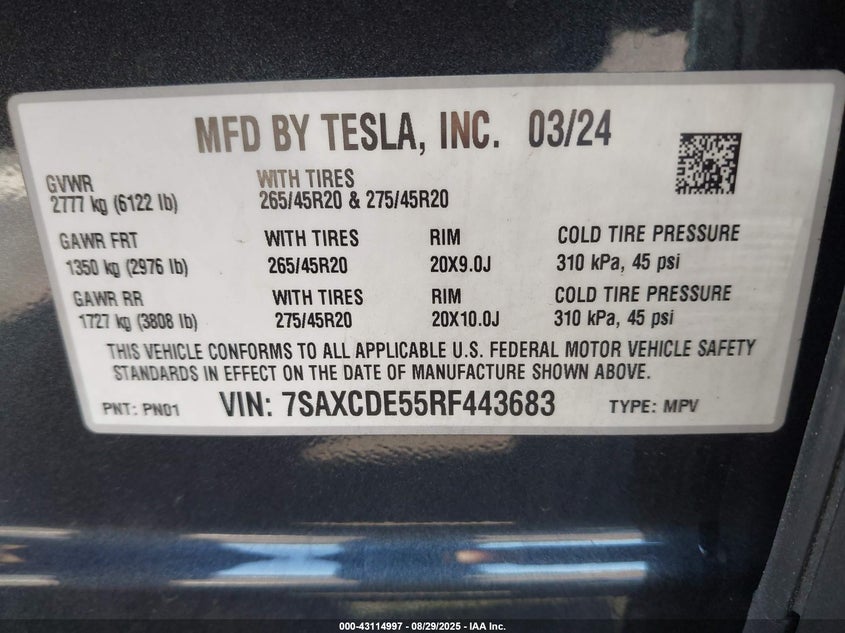 MFD BY TESLA, INC. 03/24
GVWR WITH TIRES
2777 kg (6122 lb) 265/45R20 & 275/45R20
GAWR FRT WITH TIRES RIM COLD TIRE PRESSURE
1350 kg (2976 lb) 265/45R20 20X9.0J 310 kPa, 45 psi
GAWR RR WITH TIRES RIM COLD TIRE PRESSURE
1727 kg (3808 lb) 275/45R20 20X10.0J 310 kPa, 45 psi
THIS VEHICLE CONFORMS TO ALL APPLICABLE U.S. FEDERAL MOTOR VEHICLE SAFETY
STANDARDS IN EFFECT ON THE DATE OF MANUFACTURE SHOWN ABOVE.
PNT: PN01 VIN: 7SAXCDE55RF443683 TYPE: MPV
000-43114997 - 08/29/2025 - IAA Inc.